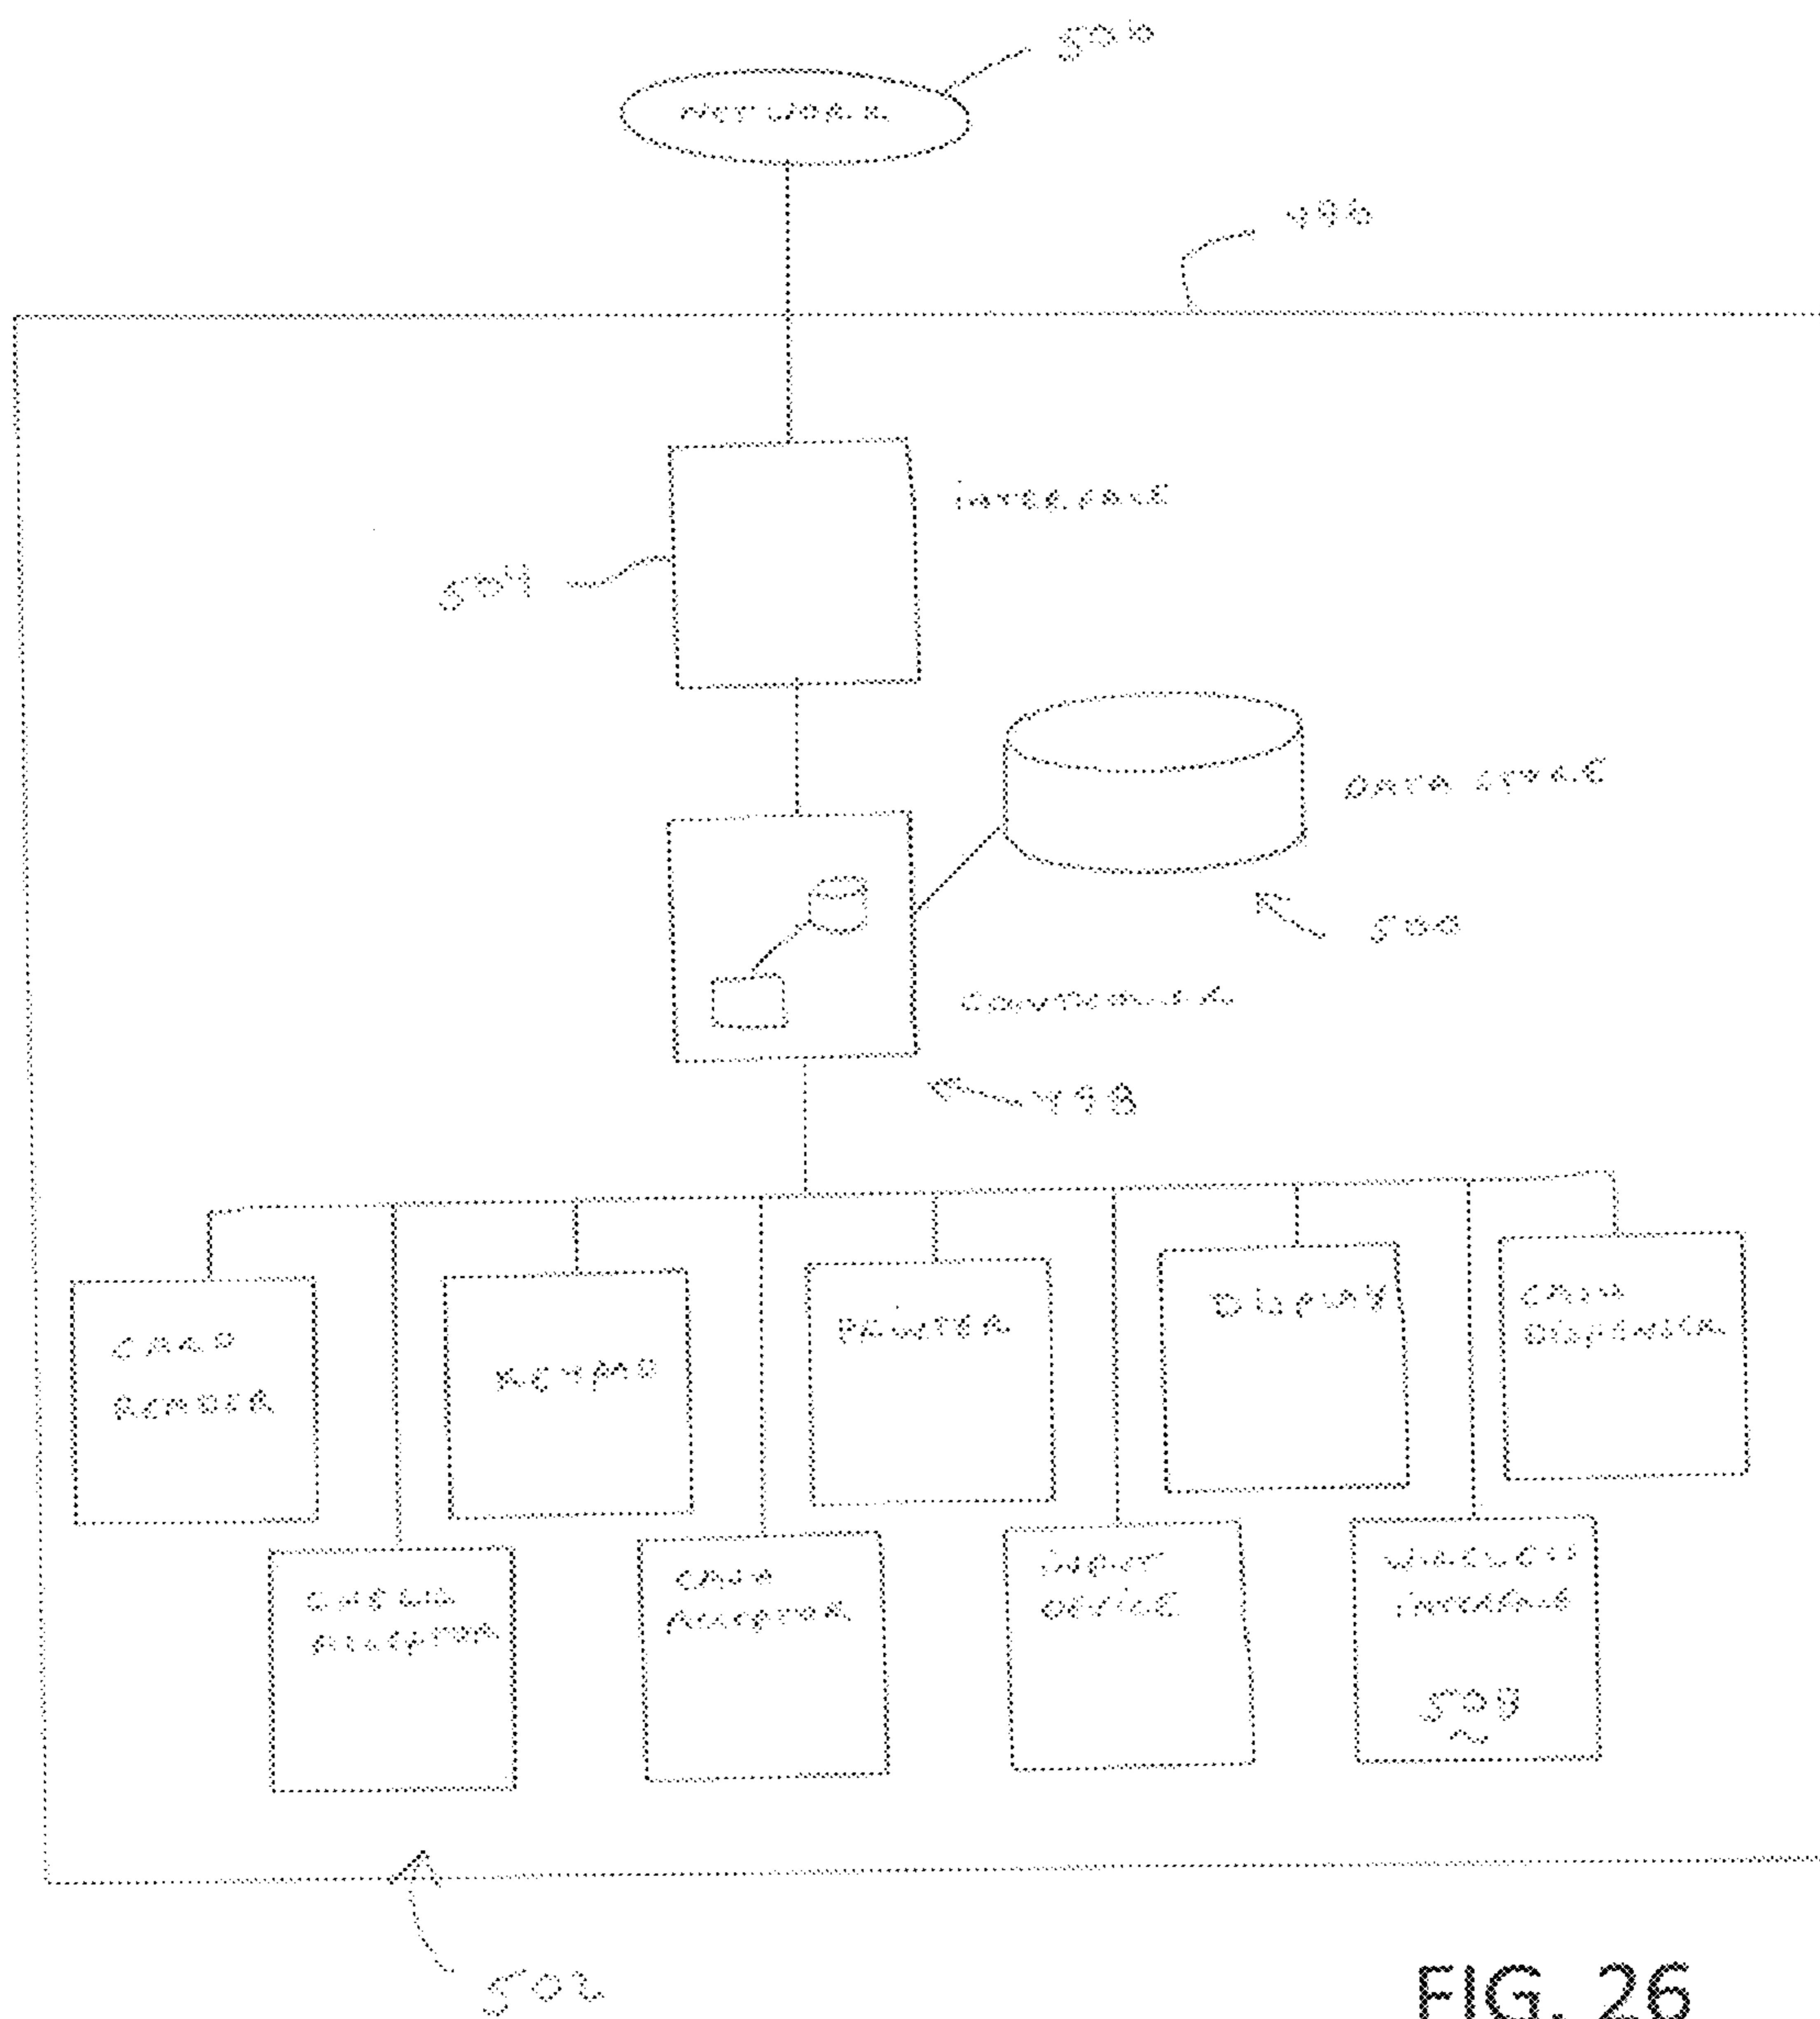 506
NETWORK
496
INTERFACE
504
DATA STORE
500
CONTROLLER
498
CARD
READER
KEYPAD
PRINTER
DISPLAY
CASH
DISPENSER
CHECK
ACCEPTOR
CASH
ACCEPTOR
INPUT
DEVICE
WIRELESS
INTERFACE
508
502
FIG. 26